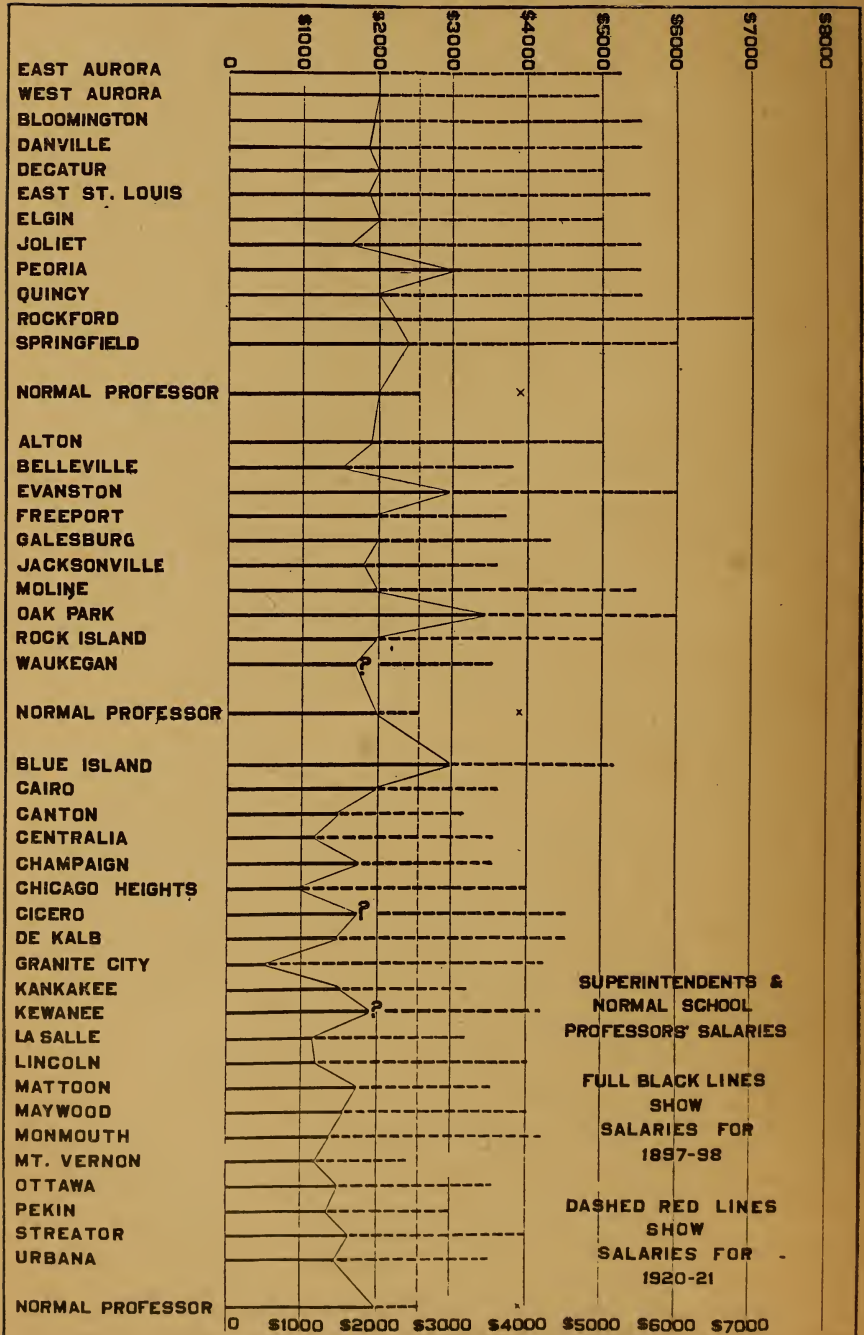 0 $1000 $2000 $3000 $4000 $5000 $6000 $7000 $8000
EAST AURORA
WEST AURORA
BLOOMINGTON
DANVILLE
DECATUR
EAST ST. LOUIS
ELGIN
JOLIET
PEORIA
QUINCY
ROCKFORD
SPRINGFIELD
NORMAL PROFESSOR x
ALTON
BELLEVILLE
EVANSTON
FREEPORT
GALESBURG
JACKSONVILLE
MOLINE
OAK PARK
ROCK ISLAND
WAUKEGAN ?
NORMAL PROFESSOR x
BLUE ISLAND
CAIRO
CANTON
CENTRALIA
CHAMPAIGN
CHICAGO HEIGHTS
CICERO ?
DE KALB
GRANITE CITY
KANKAKEE
KEWANEE ?
LA SALLE
LINCOLN
MATTOON
MAYWOOD
MONMOUTH
MT. VERNON
OTTAWA
PEKIN
STREATOR
URBANA
NORMAL PROFESSOR x
SUPERINTENDENTS &
NORMAL SCHOOL
PROFESSORS' SALARIES
FULL BLACK LINES
SHOW
SALARIES FOR
1897-98
DASHED RED LINES
SHOW
SALARIES FOR
1920-21
0 $1000 $2000 $3000 $4000 $5000 $6000 $7000